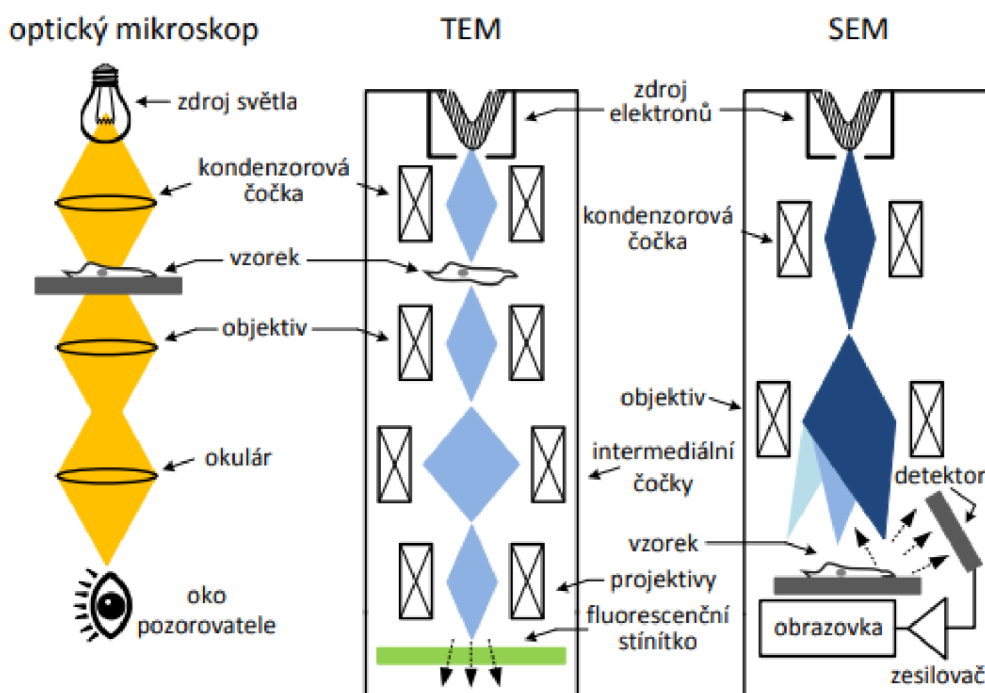 optický mikroskop
TEM
SEM
zdroj světla
zdroj
elektronů
kondenzorová
čočka
kondenzorová
čočka
vzorek
objektiv
objektiv
okulár
intermediální
čočky
detektor
vzorek
projektivy
oko
pozorovatele
fluorescenční
stínítko
obrazovka
zesilovač